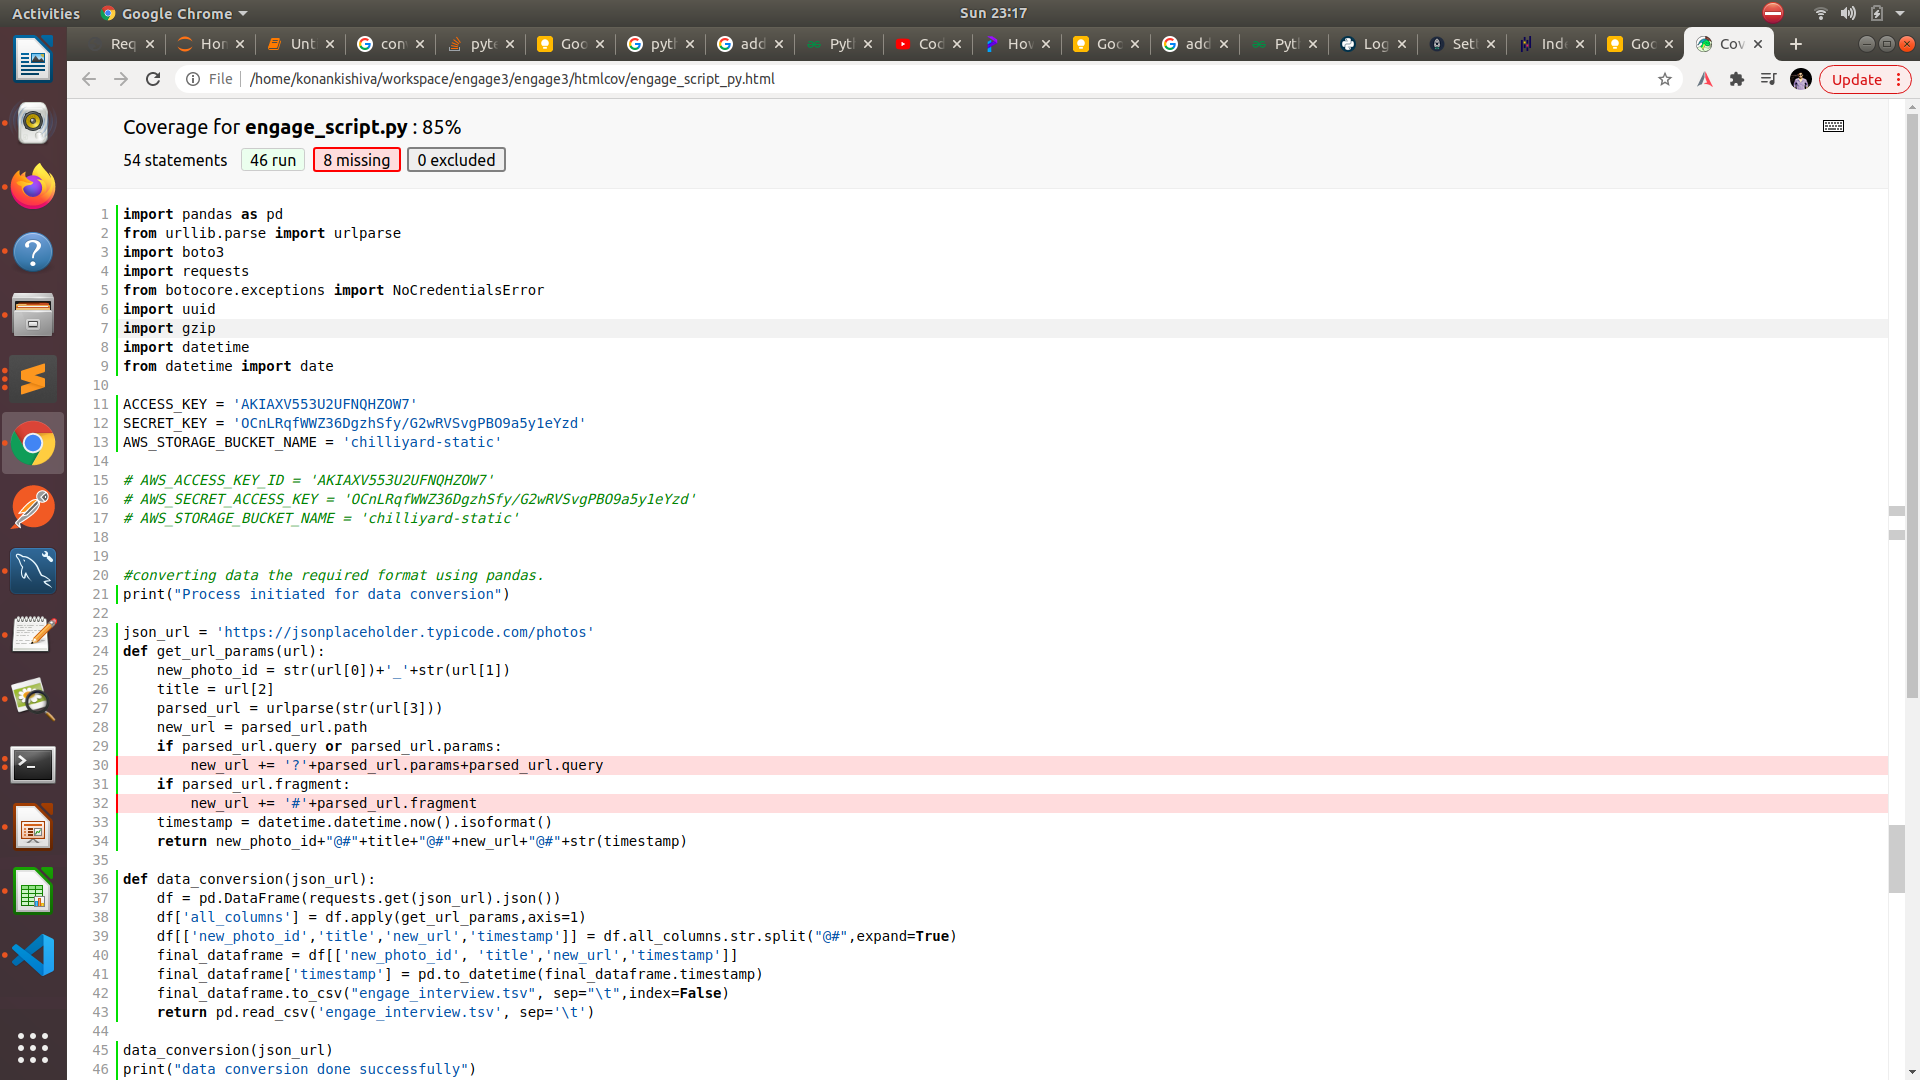 Activities
Google Chrome
Sun 23:17
Req
Hon
Unti
con
pyte
Goo
pyth
add
Pyth
Cod
Hov
Goo
add
Pyth
Log
Sett
Inde
Goo
Cov
File
/home/konankishiva/workspace/engage3/engage3/htmlcov/engage_script_py.html
Update
Coverage for engage_script.py : 85%
54 statements 46 run 8 missing 0 excluded
1 import pandas as pd
2 from urllib.parse import urlparse
3 import boto3
4 import requests
5 from botocore.exceptions import NoCredentialsError
6 import uuid
7 import gzip
8 import datetime
9 from datetime import date
10
11 ACCESS_KEY = 'AKIAXV553U2UFNQHZOW7'
12 SECRET_KEY = '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'
13 AWS_STORAGE_BUCKET_NAME = 'chilliyard-static'
14
15 # AWS_ACCESS_KEY_ID = 'AKIAXV553U2UFNQHZOW7'
16 # AWS_SECRET_ACCESS_KEY = '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'
17 # AWS_STORAGE_BUCKET_NAME = 'chilliyard-static'
18
19
20 #converting data the required format using pandas.
21 print("Process initiated for data conversion")
22
23 json_url = 'https://jsonplaceholder.typicode.com/photos'
24 def get_url_params(url):
25     new_photo_id = str(url[0])+'_'+str(url[1])
26     title = url[2]
27     parsed_url = urlparse(str(url[3]))
28     new_url = parsed_url.path
29     if parsed_url.query or parsed_url.params:
30         new_url += '?'+parsed_url.params+parsed_url.query
31     if parsed_url.fragment:
32         new_url += '#'+parsed_url.fragment
33     timestamp = datetime.datetime.now().isoformat()
34     return new_photo_id+"@#"+title+"@#"+new_url+"@#"+str(timestamp)
35
36 def data_conversion(json_url):
37     df = pd.DataFrame(requests.get(json_url).json())
38     df['all_columns'] = df.apply(get_url_params,axis=1)
39     df[['new_photo_id','title','new_url','timestamp']] = df.all_columns.str.split("@#",expand=True)
40     final_dataframe = df[['new_photo_id', 'title','new_url','timestamp']]
41     final_dataframe['timestamp'] = pd.to_datetime(final_dataframe.timestamp)
42     final_dataframe.to_csv("engage_interview.tsv", sep="\t",index=False)
43     return pd.read_csv('engage_interview.tsv', sep='\t')
44
45 data_conversion(json_url)
46 print("data conversion done successfully")